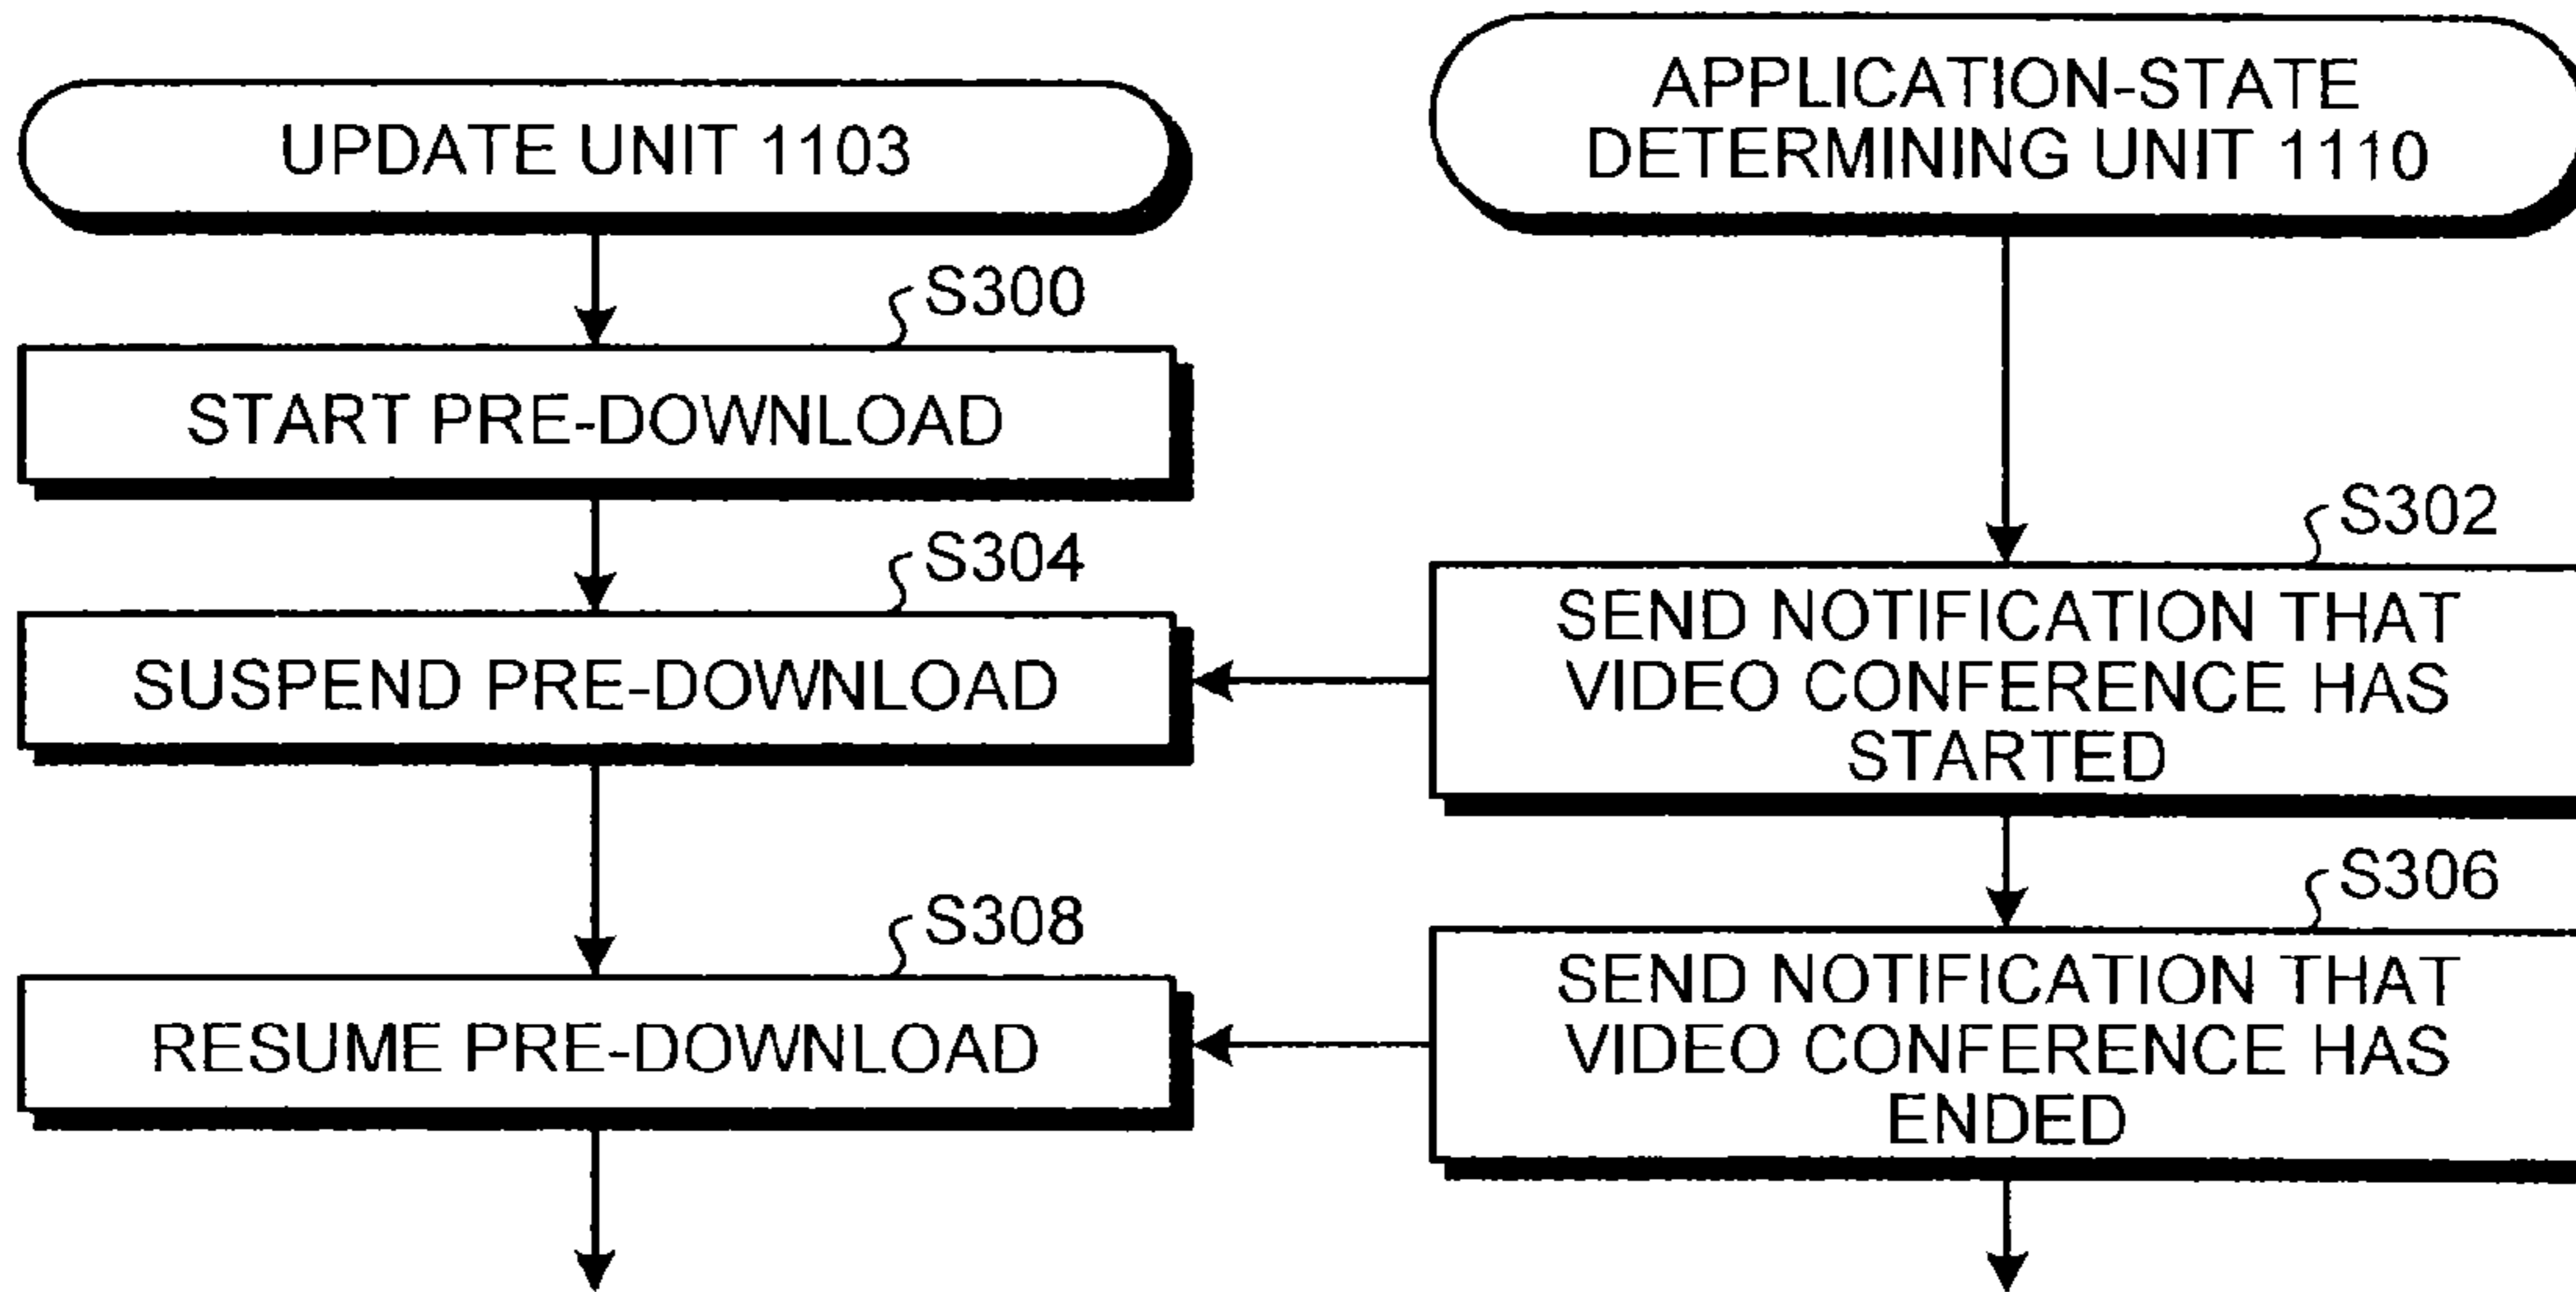 UPDATE UNIT 1103
APPLICATION-STATE
DETERMINING UNIT 1110
S300
START PRE-DOWNLOAD
S302
SEND NOTIFICATION THAT
VIDEO CONFERENCE HAS
STARTED
S304
SUSPEND PRE-DOWNLOAD
S306
SEND NOTIFICATION THAT
VIDEO CONFERENCE HAS
ENDED
S308
RESUME PRE-DOWNLOAD